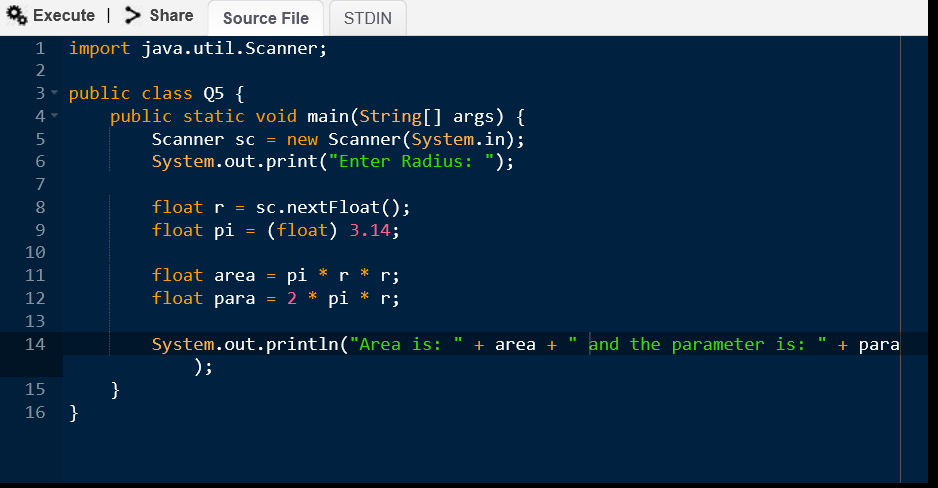 Execute | > Share Source File STDIN
1 import java.util.Scanner;
2
3 public class Q5 {
4 public static void main(String[] args) {
5 Scanner sc = new Scanner(System.in);
6 System.out.print("Enter Radius: ");
7
8 float r = sc.nextFloat();
9 float pi = (float) 3.14;
10
11 float area = pi * r * r;
12 float para = 2 * pi * r;
13
14 System.out.println("Area is: " + area + " and the parameter is: " + para
);
15 }
16 }